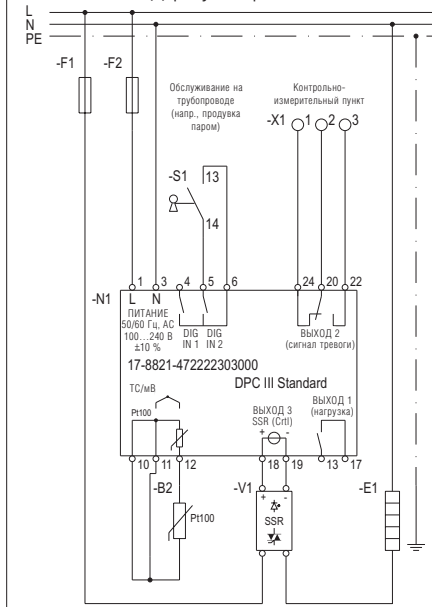 L
N
PE
-F1
-F2
Обслуживание на
трубопроводе
(напр., продувка
паром)
Контрольно-
измерительный пункт
-X1 1 2 3
-S1 13
14
-N1
1 3 4 5 6 24 20 22
L N
ПИТАНИЕ
50/60 Гц, AC
100...240 В
±10 %
DIG
IN 1
DIG
IN 2
ВЫХОД 2
(сигнал тревоги)
17-8821-472222303000
DPC III Standard
ТС/мВ
Pt100
ВЫХОД 3
SSR (Crtl)
+ -
ВЫХОД 1
(нагрузка)
10 11 12 18 19 13 17
-B2
Pt100
-V1
+ -
SSR
-E1